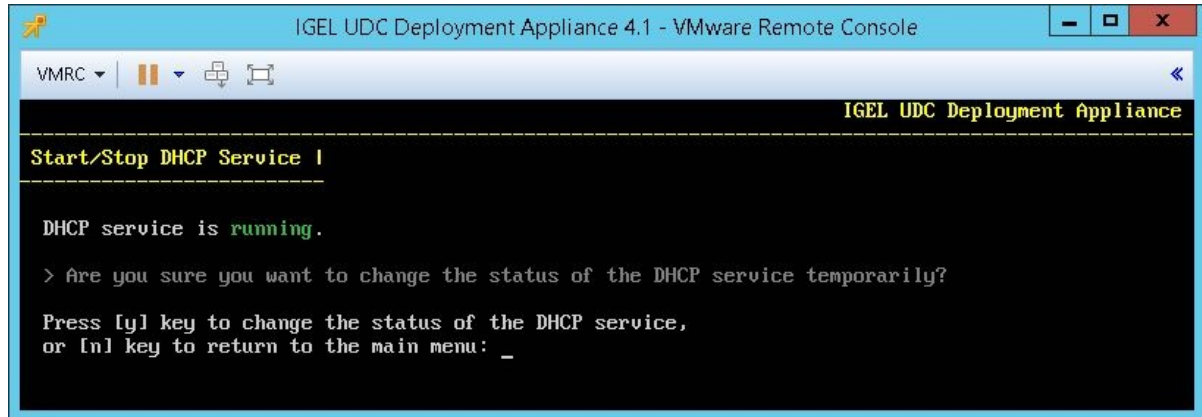 IGEL UDC Deployment Appliance 4.1 - VMware Remote Console
VMRC
IGEL UDC Deployment Appliance
Start/Stop DHCP Service |
DHCP service is running.
> Are you sure you want to change the status of the DHCP service temporarily?
Press [y] key to change the status of the DHCP service,
or [n] key to return to the main menu: _